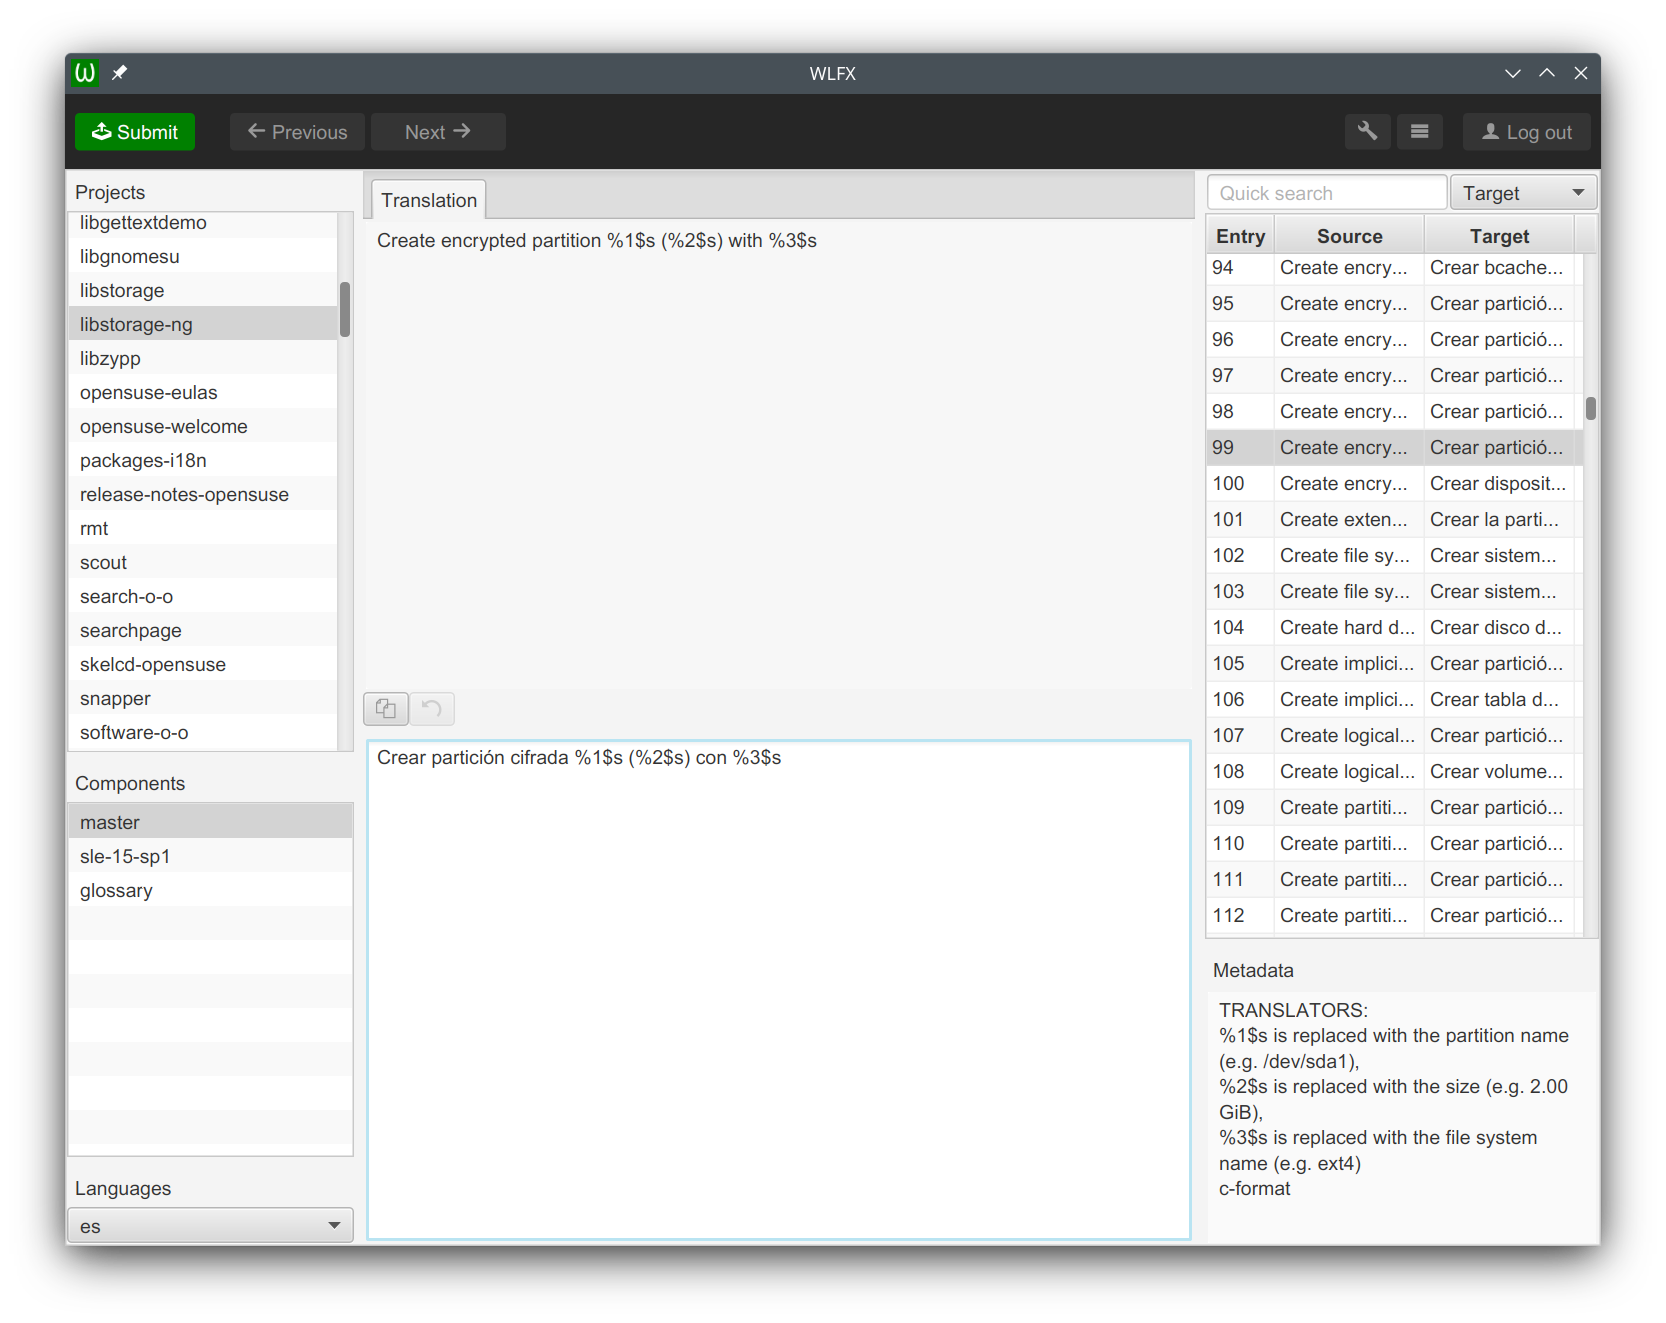 WLFX
Submit
Previous
Next
Log out
Projects
libgettextdemo
libgnomesu
libstorage
libstorage-ng
libzypp
opensuse-eulas
opensuse-welcome
packages-i18n
release-notes-opensuse
rmt
scout
search-o-o
searchpage
skelcd-opensuse
snapper
software-o-o
Components
master
sle-15-sp1
glossary
Languages
es
Translation
Create encrypted partition %1$s (%2$s) with %3$s
Crear partición cifrada %1$s (%2$s) con %3$s
Quick search
Target
Entry Source Target
94 Create encry... Crear bcache...
95 Create encry... Crear partició...
96 Create encry... Crear partició...
97 Create encry... Crear partició...
98 Create encry... Crear partició...
99 Create encry... Crear partició...
100 Create encry... Crear disposit...
101 Create exten... Crear la parti...
102 Create file sy... Crear sistem...
103 Create file sy... Crear sistem...
104 Create hard d... Crear disco d...
105 Create implici... Crear partició...
106 Create implici... Crear tabla d...
107 Create logical... Crear partició...
108 Create logical... Crear volume...
109 Create partiti... Crear partició...
110 Create partiti... Crear partició...
111 Create partiti... Crear partició...
112 Create partiti... Crear partició...
Metadata
TRANSLATORS:
%1$s is replaced with the partition name
(e.g. /dev/sda1),
%2$s is replaced with the size (e.g. 2.00
GiB),
%3$s is replaced with the file system
name (e.g. ext4)
c-format